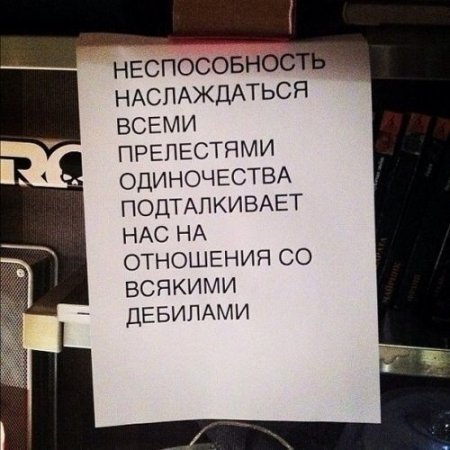 НЕСПОСОБНОСТЬ
НАСЛАЖДАТЬСЯ
ВСЕМИ
ПРЕЛЕСТЯМИ
ОДИНОЧЕСТВА
ПОДТАЛКИВАЕТ
НАС НА
ОТНОШЕНИЯ СО
ВСЯКИМИ
ДЕБИЛАМИ